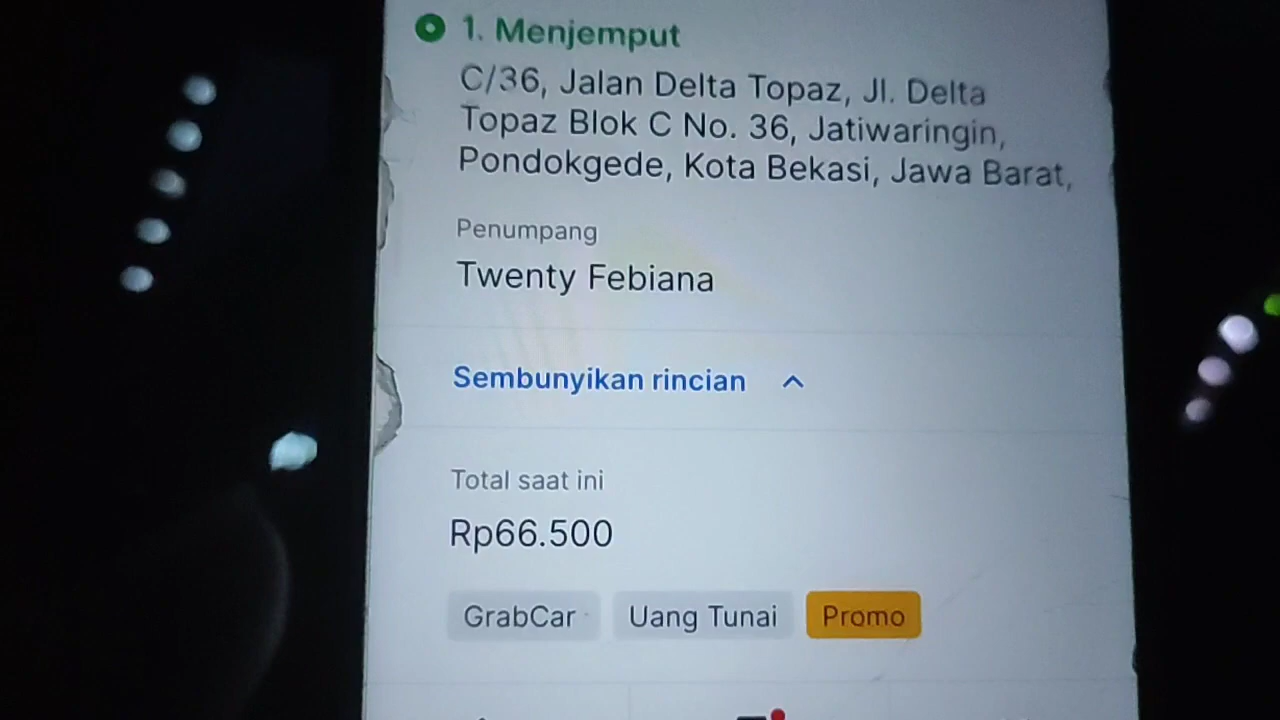 1. Menjemput
C/36, Jalan Delta Topaz, Jl. Delta
Topaz Blok C No. 36, Jatiwaringin,
Pondokgede, Kota Bekasi, Jawa Barat,
Penumpang
Twenty Febiana
Sembunyikan rincian
Total saat ini
Rp66.500
GrabCar Uang Tunai Promo